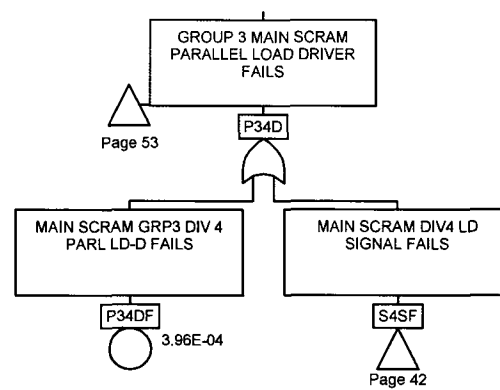 GROUP 3 MAIN SCRAM
PARALLEL LOAD DRIVER
FAILS
Page 53
P34D
MAIN SCRAM GRP3 DIV 4
PARL LD-D FAILS
MAIN SCRAM DIV4 LD
SIGNAL FAILS
P34DF
3.96E-04
S4SF
Page 42